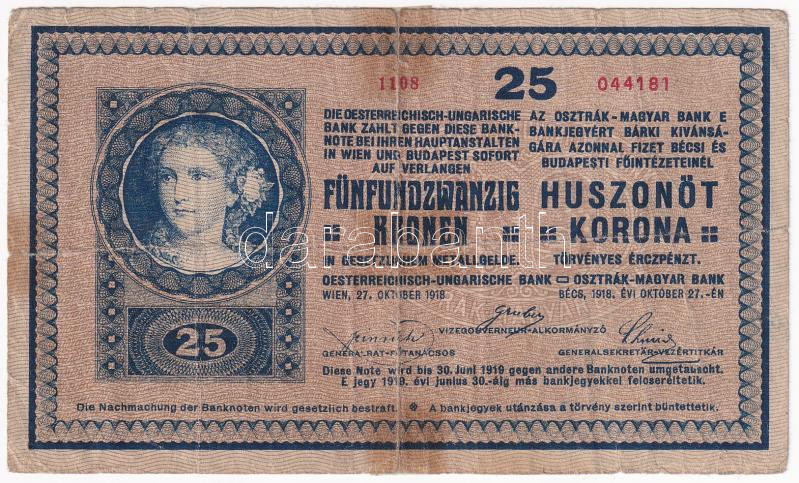 1108 25 044181
DIE OESTERREICHISCH-UNGARISCHE
BANK ZAHLT GEGEN DIESE BANK-
NOTE BEI IHREN HAUPTANSTALTEN
IN WIEN UND BUDAPEST SOFORT
AUF VERLANGEN
FÜNFUNDZWANZIG
KRONEN
IN GESETZLICHEM METALLGELDE.
OESTERREICHISCH-UNGARISCHE BANK
WIEN, 27. OKTOBER 1918
AZ OSZTRÁK-MAGYAR BANK E
BANKJEGYÉRT BÁRKI KIVÁNSÁ-
GÁRA AZONNAL FIZET BÉCSI ÉS
BUDAPESTI FŐINTÉZETEINÉL
HUSZONÖT
KORONA
TÖRVÉNYES ÉRCZPÉNZT.
OSZTRÁK-MAGYAR BANK
BÉCS, 1918. ÉVI OKTÓBER 27.-ÉN
darabanth
25
Gruber
VIZEGOUVERNEUR-ALKORMÁNYZÓ
GENERALRAT-FŐTANÁCSOS
GENERALSEKRETÄR-VEZÉRTITKÁR
Diese Note wird bis 30. Juni 1919 gegen andere Banknoten umgetauscht.
E jegy 1919. évi junius 30.-áig más bankjegyekkel felcseréltetik.
Die Nachmachung der Banknoten wird gesetzlich bestraft. A bankjegyek utánzása a törvény szerint büntettetik.